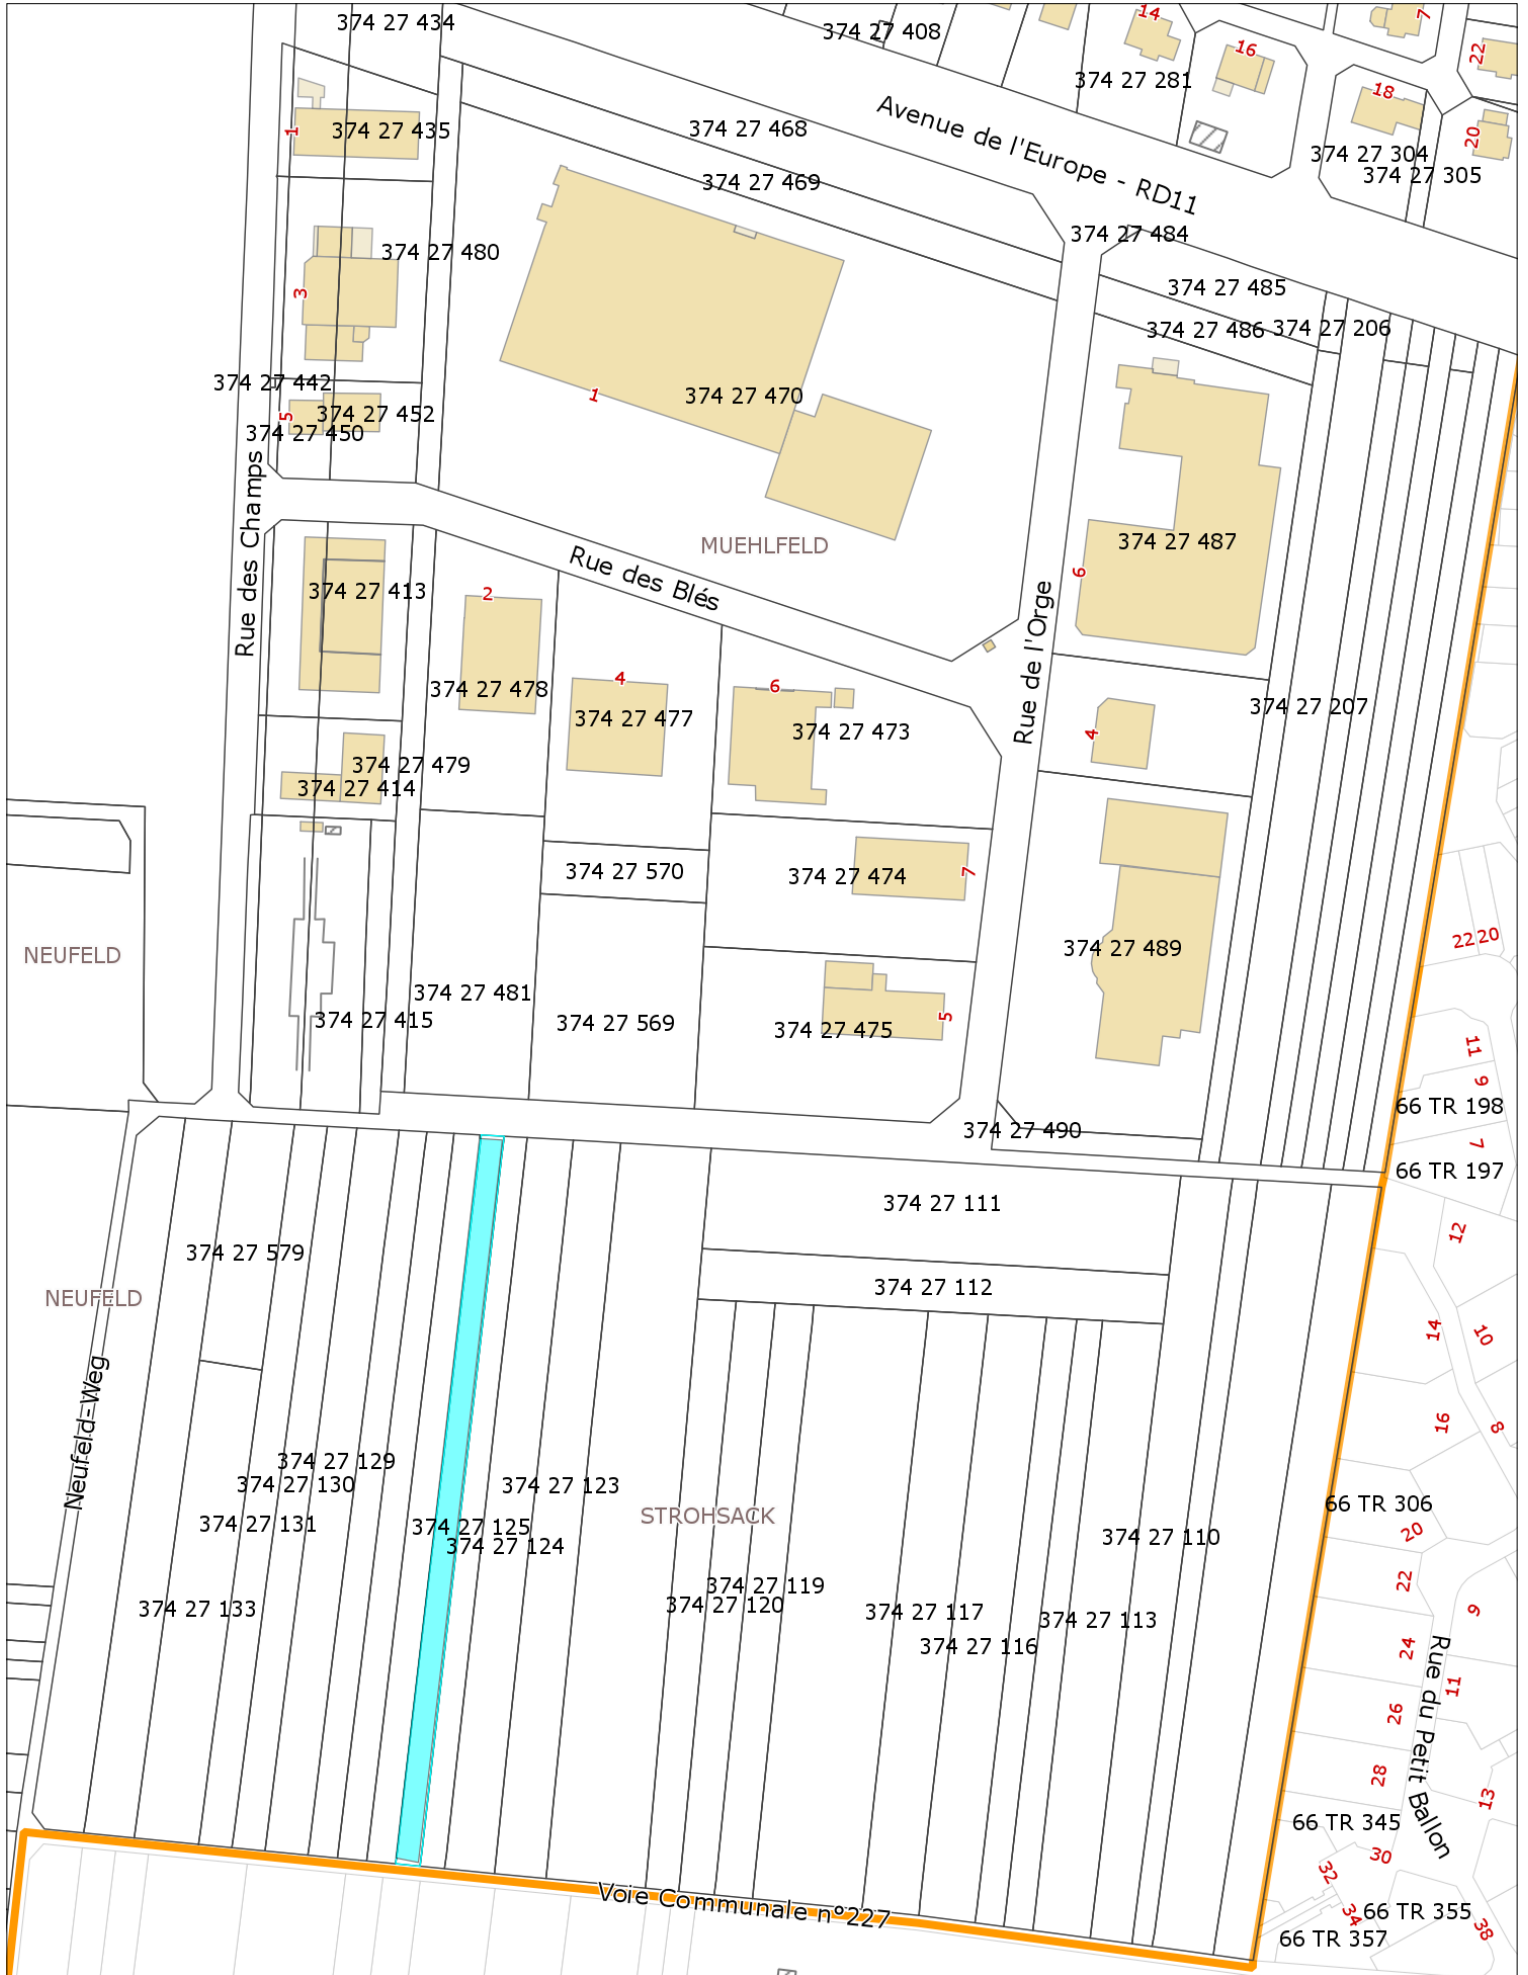 374 27 434
374 27 408
14
7
16
22
374 27 281
18
Avenue de l'Europe - RD11
1
374 27 435
374 27 468
20
374 27 304
374 27 305
374 27 469
374 27 484
374 27 480
374 27 485
3
374 27 486
374 27 206
374 27 442
374 27 470
1
5
374 27 452
374 27 450
Rue des Champs
MUEHLFELD
374 27 487
6
Rue des Blés
374 27 413
2
Rue de l'Orge
374 27 478
4
6
374 27 477
374 27 473
4
374 27 207
374 27 479
374 27 414
374 27 570
374 27 474
7
22
20
NEUFELD
374 27 489
374 27 481
374 27 415
374 27 569
374 27 475
5
11
9
66 TR 198
374 27 490
7
66 TR 197
374 27 111
12
374 27 579
374 27 112
NEUFELD
14
10
Neufeld-Weg
16
8
374 27 129
374 27 130
374 27 123
66 TR 306
STROHSACK
374 27 131
374 27 125
374 27 124
374 27 110
20
22
374 27 119
374 27 133
374 27 120
374 27 117
374 27 113
9
374 27 116
24
Rue du Petit Ballon
11
26
28
13
66 TR 345
30
32
Voie Communale n°227
34
66 TR 355
66 TR 357
38